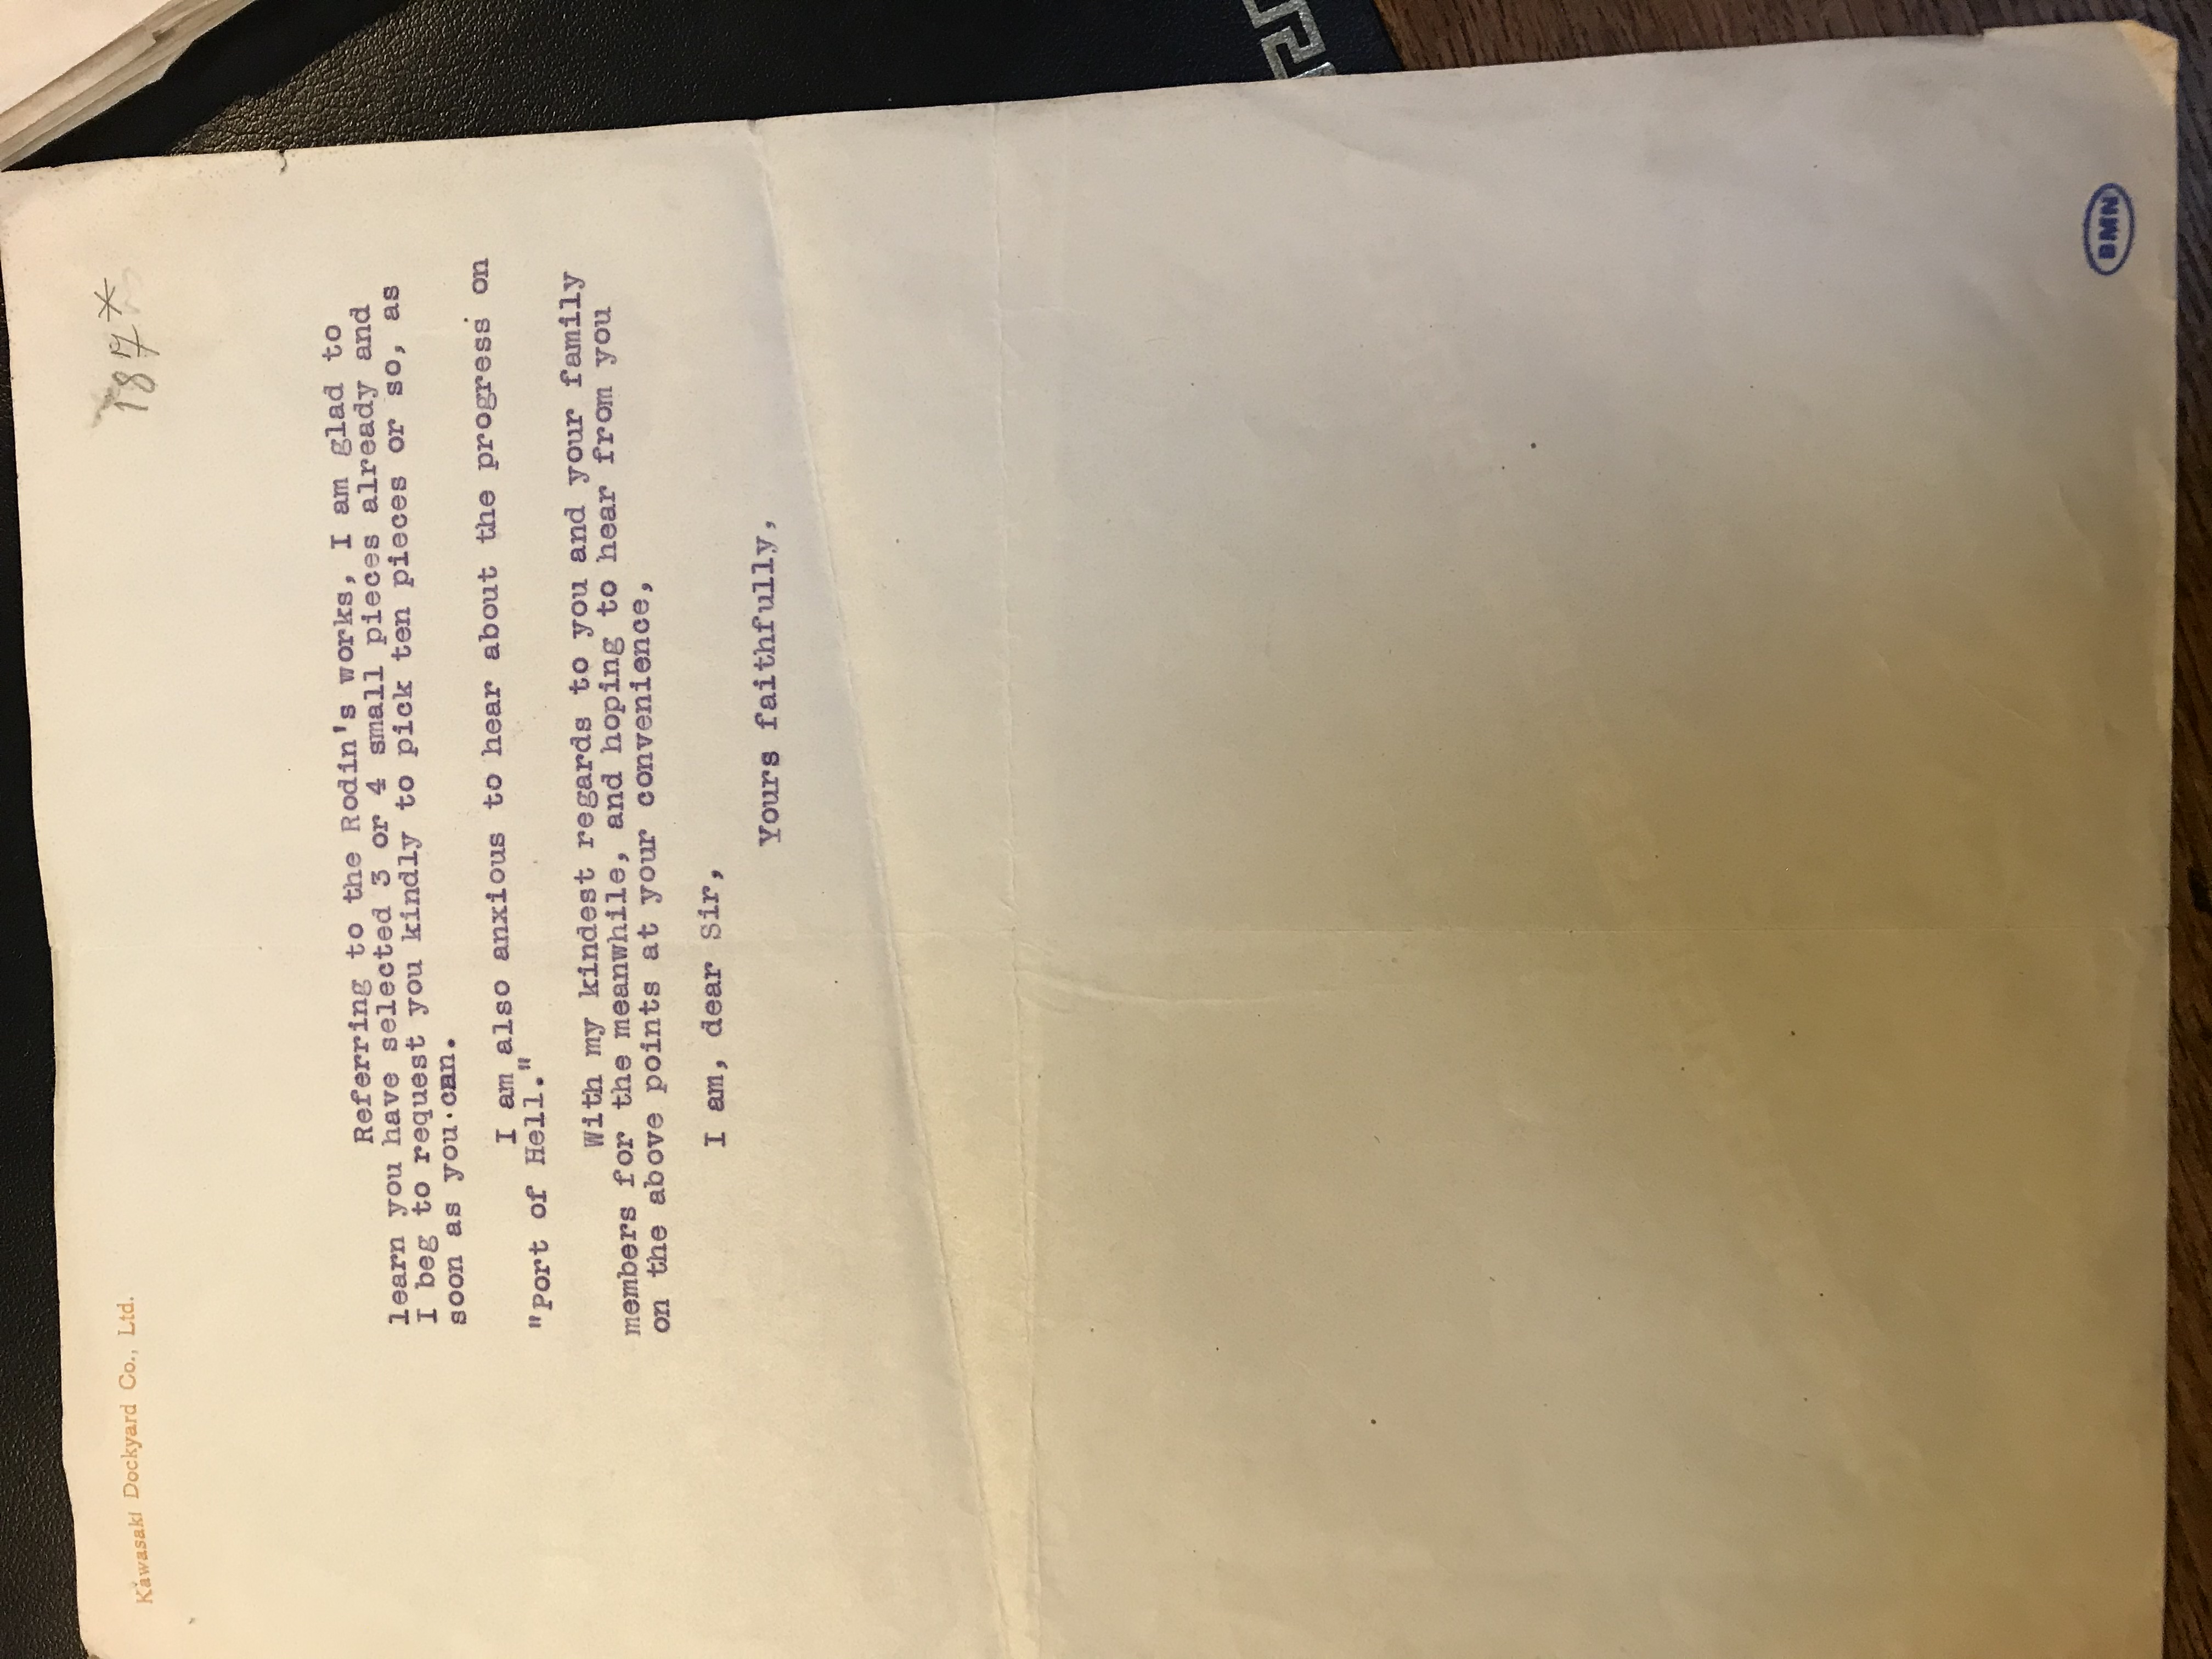 Kawasaki Dockyard Co., Ltd.
187*
Referring to the Rodin's works, I am glad to
learn you have selected 3 or 4 small pieces already and
I beg to request you kindly to pick ten pieces or so, as
soon as you can.
I am also anxious to hear about the progress on
"Port of Hell."
With my kindest regards to you and your family
members for the meanwhile, and hoping to hear from you
on the above points at your convenience,
I am, dear Sir,
Yours faithfully,
BMN